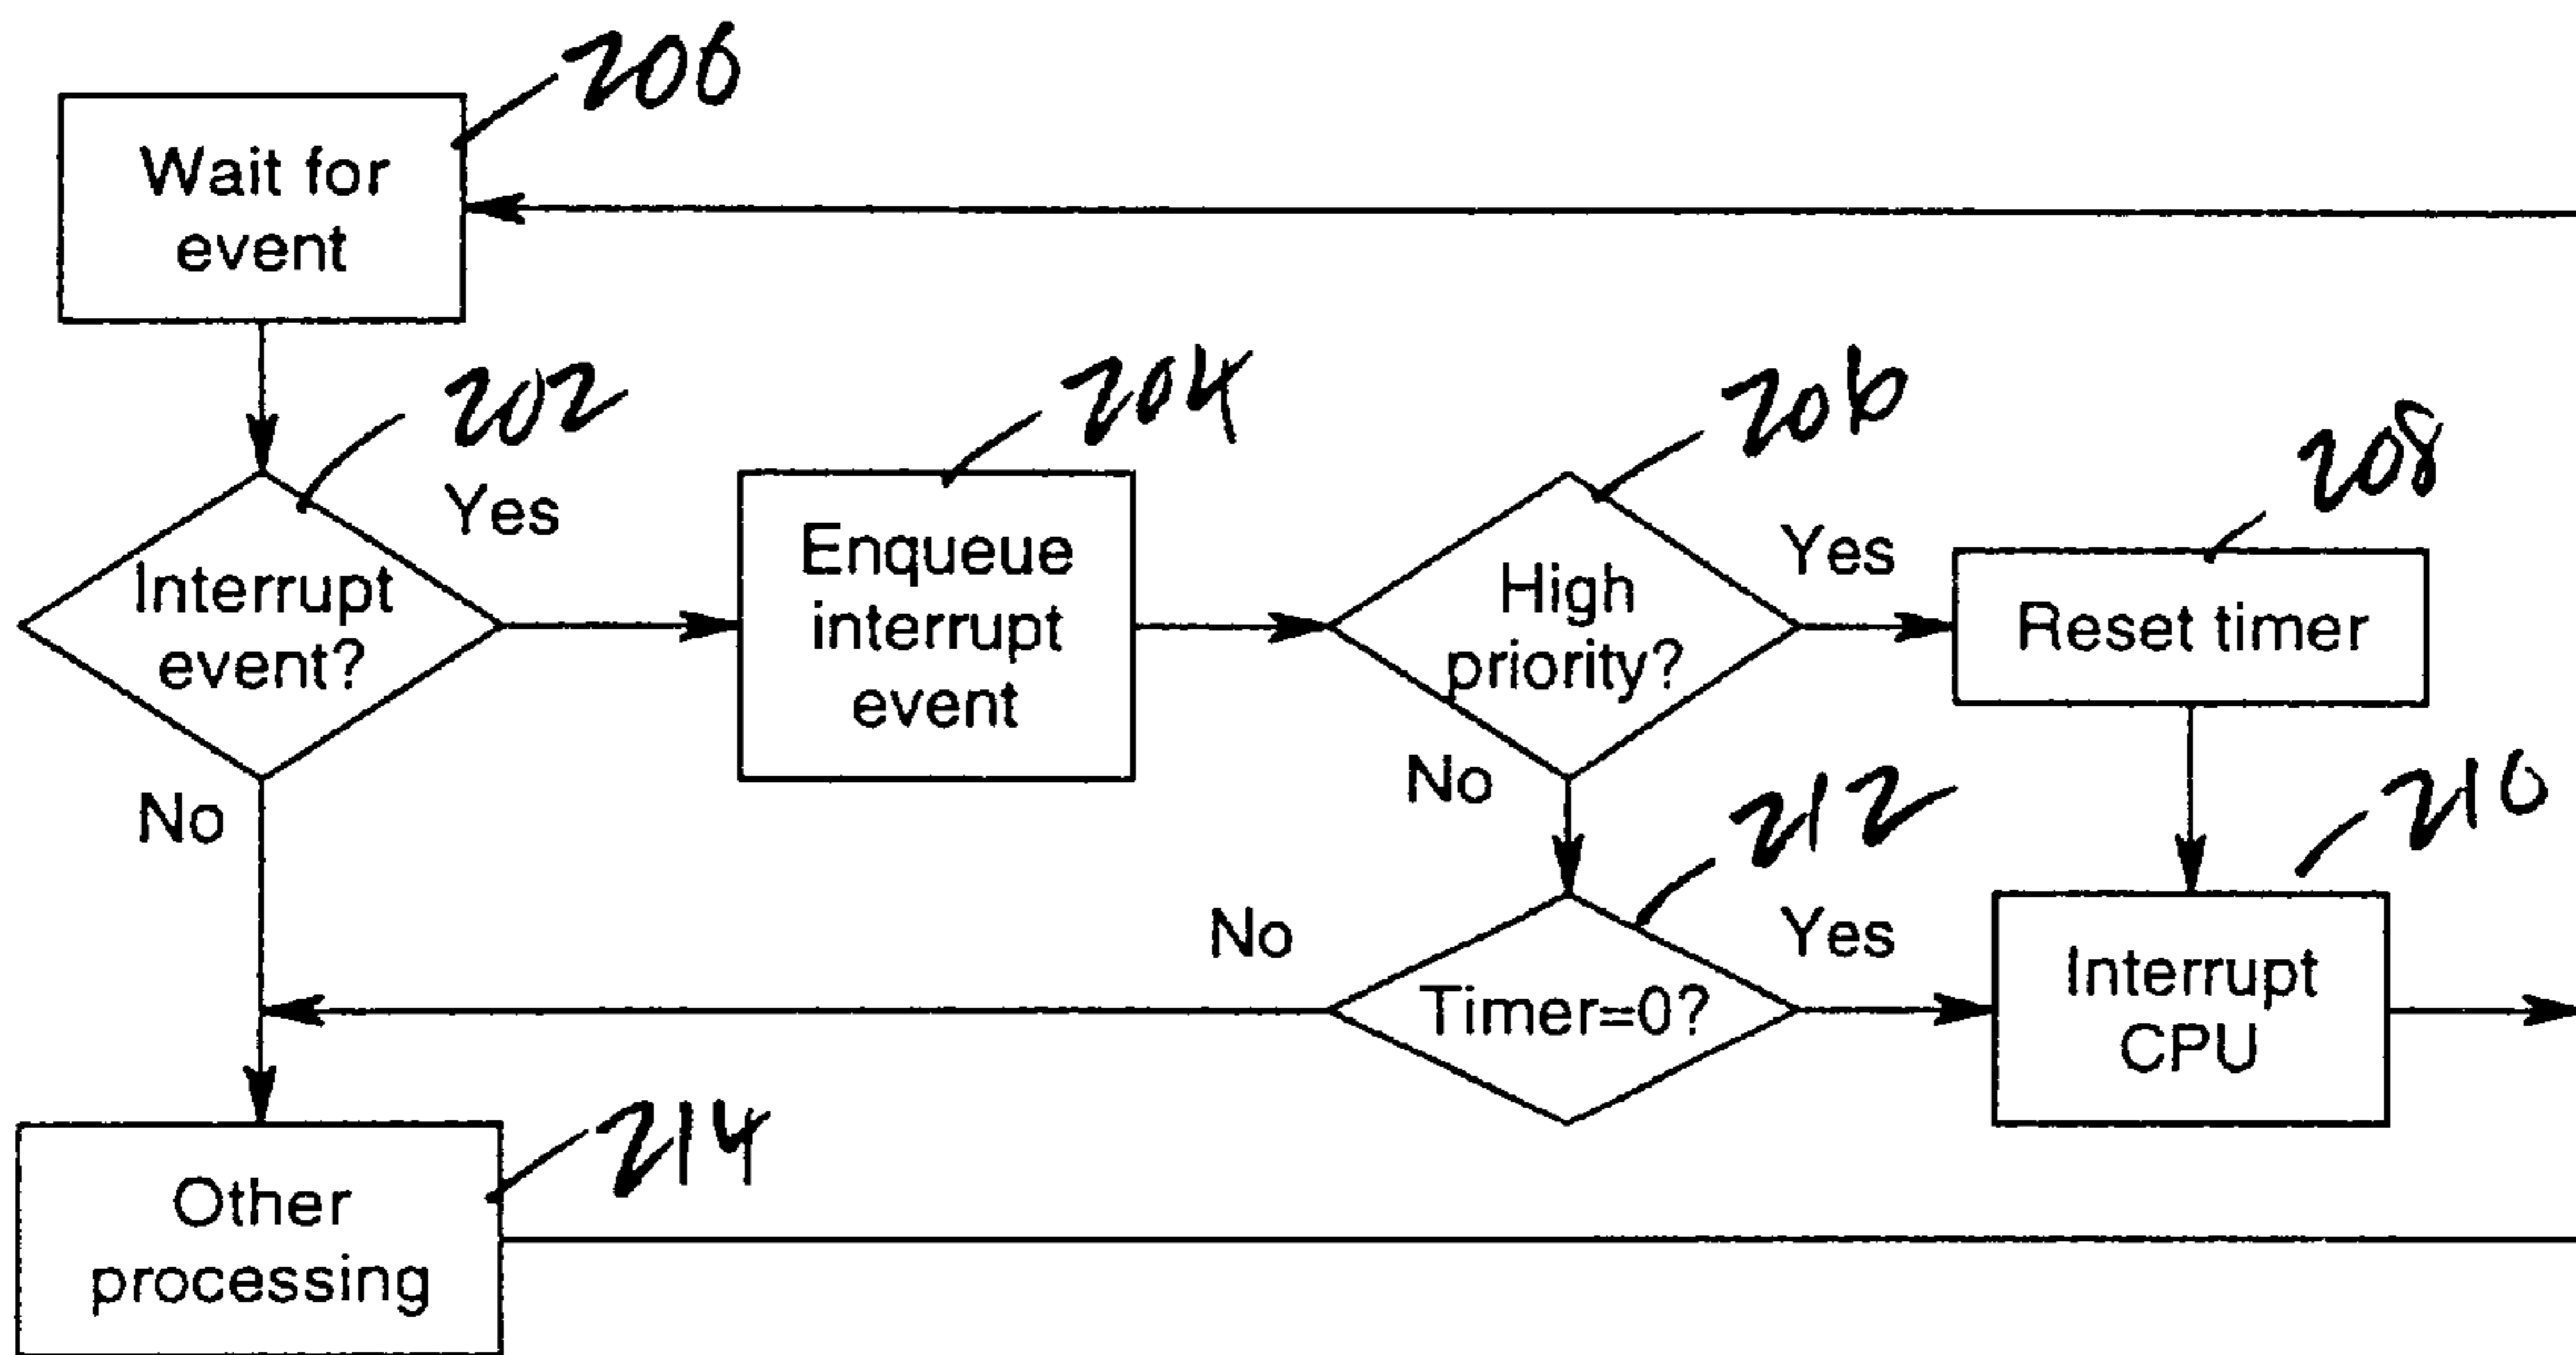 200
Wait for
event
202
204
206
208
Yes
Interrupt
event?
Enqueue
interrupt
event
High
priority?
Yes
Reset timer
No
No
212
210
No
Yes
Timer=0?
Interrupt
CPU
214
Other
processing